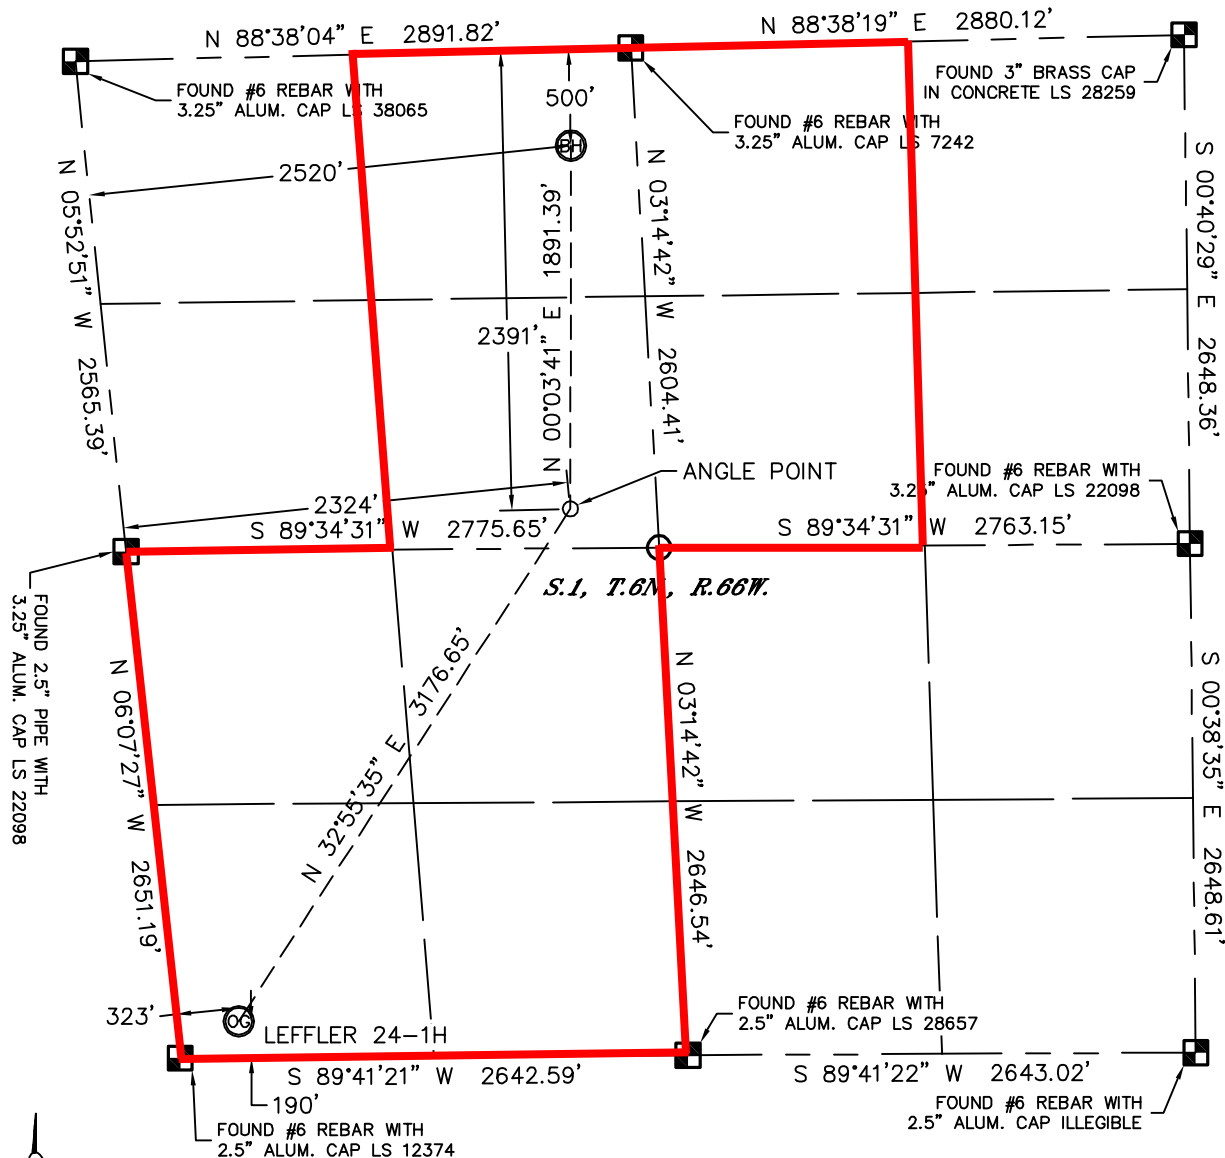 N 88°38'04" E 2891.82'
N 88°38'19" E 2880.12'
FOUND #6 REBAR WITH
3.25" ALUM. CAP LS 38065
500'
FOUND #6 REBAR WITH
3.25" ALUM. CAP LS 7242
FOUND 3" BRASS CAP
IN CONCRETE LS 28259
BH
2520'
N 05°52'51" W 2565.39'
N 00°03'41" E 1891.39'
2391'
N 03°14'42" W 2604.41'
S 00°40'29" E 2648.36'
ANGLE POINT
FOUND #6 REBAR WITH
3.25" ALUM. CAP LS 22098
2324'
S 89°34'31" W 2775.65'
S 89°34'31" W 2763.15'
S.1, T.6N., R.66W.
FOUND 2.5" PIPE WITH
3.25" ALUM. CAP LS 22098
N 06°07'27" W 2651.19'
N 32°55'35" E 3176.65'
N 03°14'42" W 2646.54'
S 00°38'35" E 2648.61'
323'
OG
LEFFLER 24-1H
FOUND #6 REBAR WITH
2.5" ALUM. CAP LS 28657
S 89°41'21" W 2642.59'
S 89°41'22" W 2643.02'
190'
FOUND #6 REBAR WITH
2.5" ALUM. CAP LS 12374
FOUND #6 REBAR WITH
2.5" ALUM. CAP ILLEGIBLE